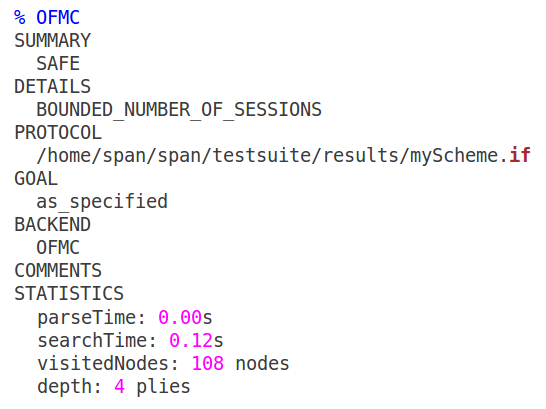 % OFMC
SUMMARY
SAFE
DETAILS
BOUNDED_NUMBER_OF_SESSIONS
PROTOCOL
/home/span/span/testsuite/results/myScheme.if
GOAL
as_specified
BACKEND
OFMC
COMMENTS
STATISTICS
parseTime: 0.00s
searchTime: 0.12s
visitedNodes: 108 nodes
depth: 4 plies